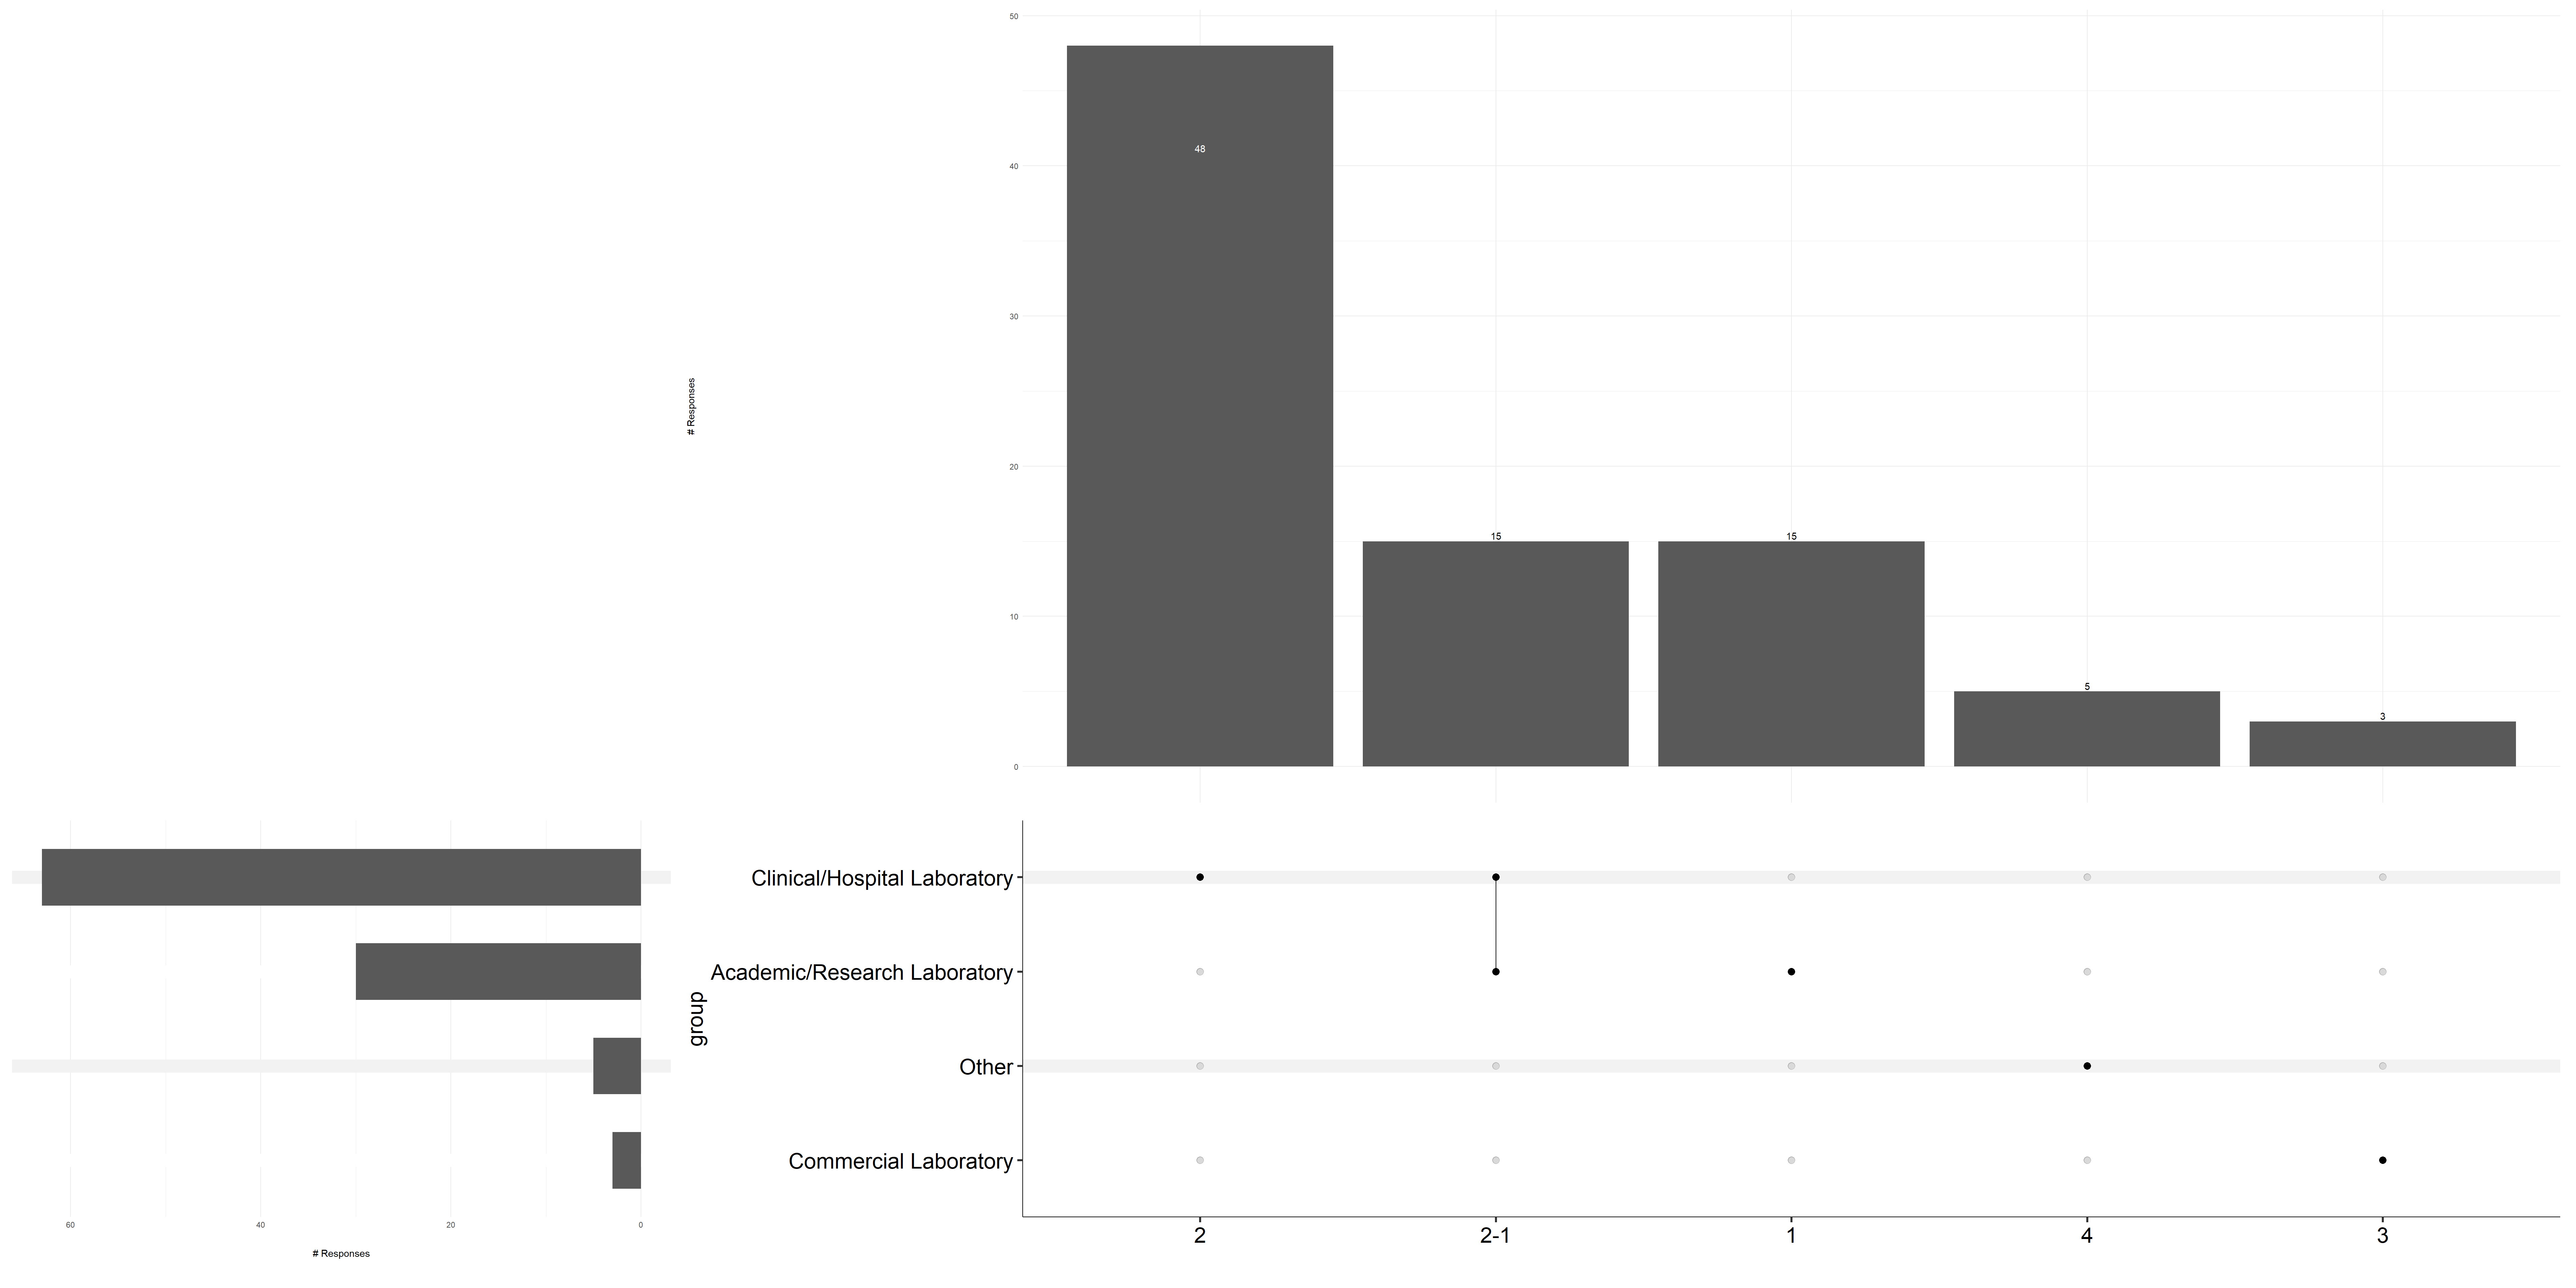 50
48
40
30
# Responses
20
15
15
10
5
3
0
Clinical/Hospital Laboratory
Academic/Research Laboratory
group
Other
Commercial Laboratory
60
40
20
0
# Responses
2
2-1
1
4
3